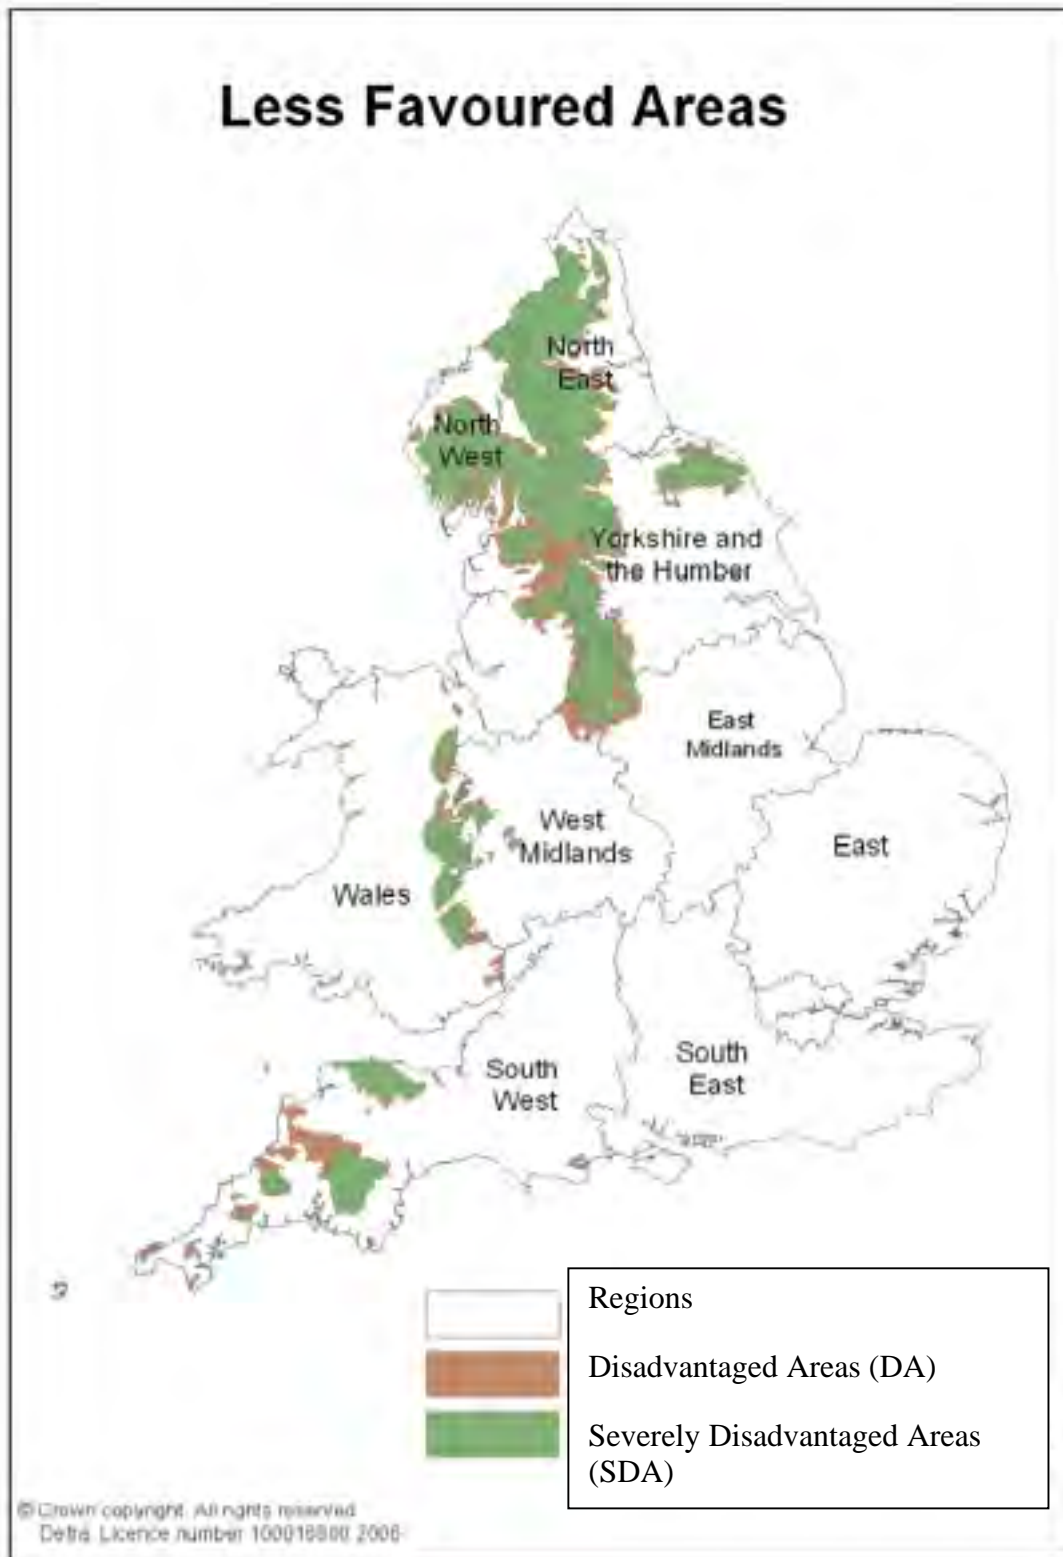 Less Favoured Areas
North
East
North
West
Yorkshire and
the Humber
East
Midlands
West
Midlands
East
Wales
South
West
South
East
Regions
Disadvantaged Areas (DA)
Severely Disadvantaged Areas
(SDA)
© Crown copyright. All rights reserved
Defra. Licence number 2006